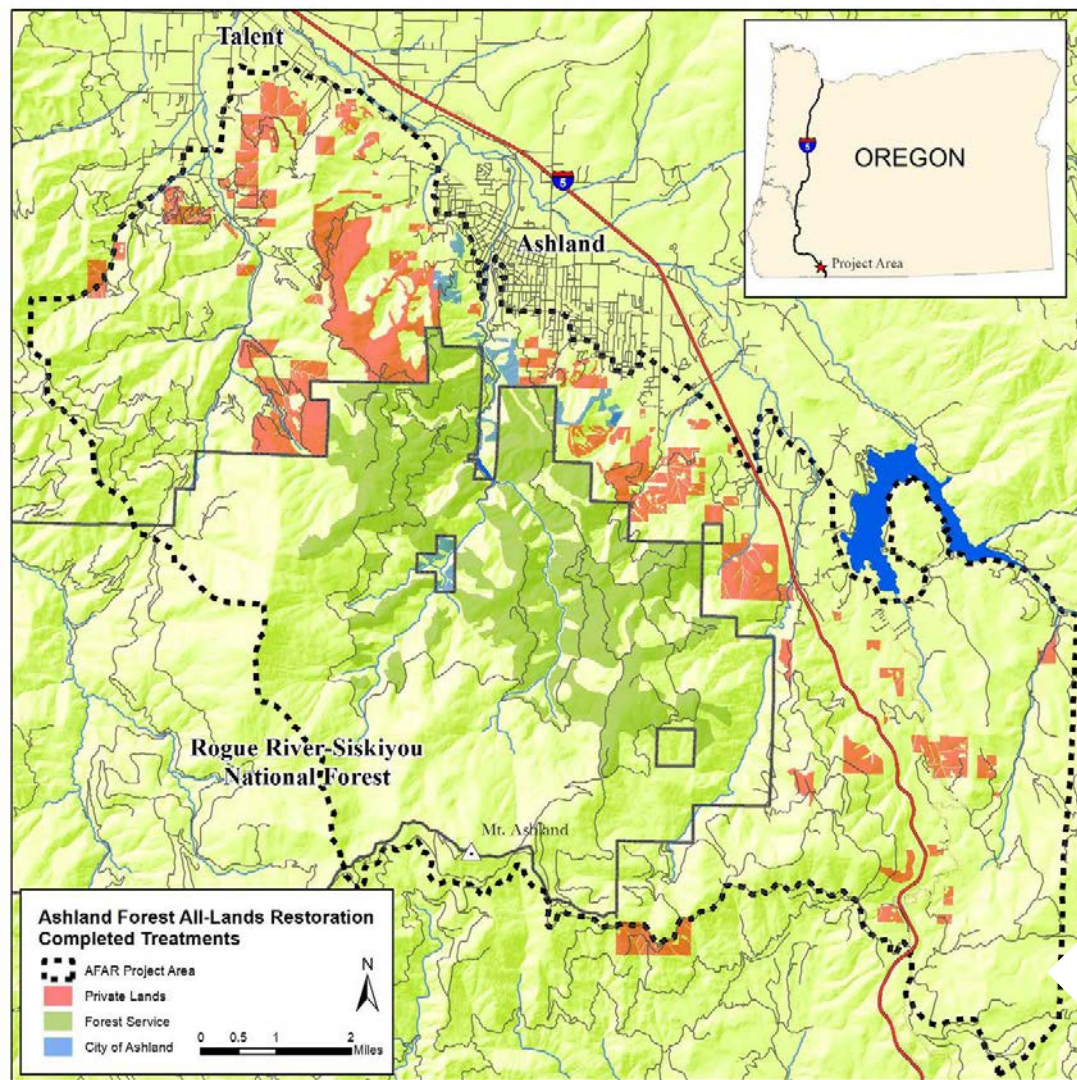 Talent
5
Ashland
5
OREGON
Project Area
Rogue River-Siskiyou
National Forest
Mt. Ashland
Ashland Forest All-Lands Restoration
Completed Treatments
AFAR Project Area
Private Lands
Forest Service
City of Ashland
N
0 0.5 1 2
Miles